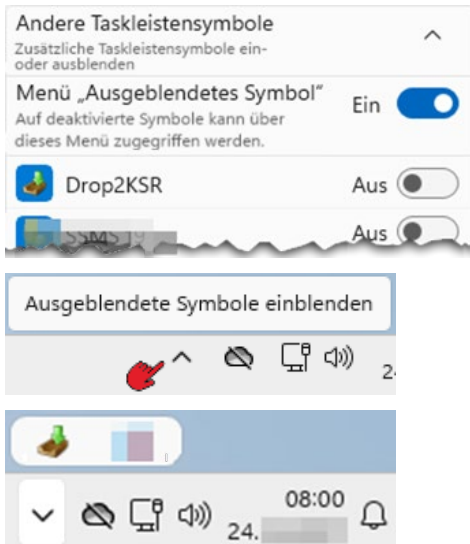 Andere Taskleistensymbole
Zusätzliche Taskleistensymbole ein-
oder ausblenden
Menü „Ausgeblendetes Symbol“
Ein
Auf deaktivierte Symbole kann über
dieses Menü zugegriffen werden.
Drop2KSR
Aus
Aus
Ausgeblendete Symbole einblenden
2
08:00
24.